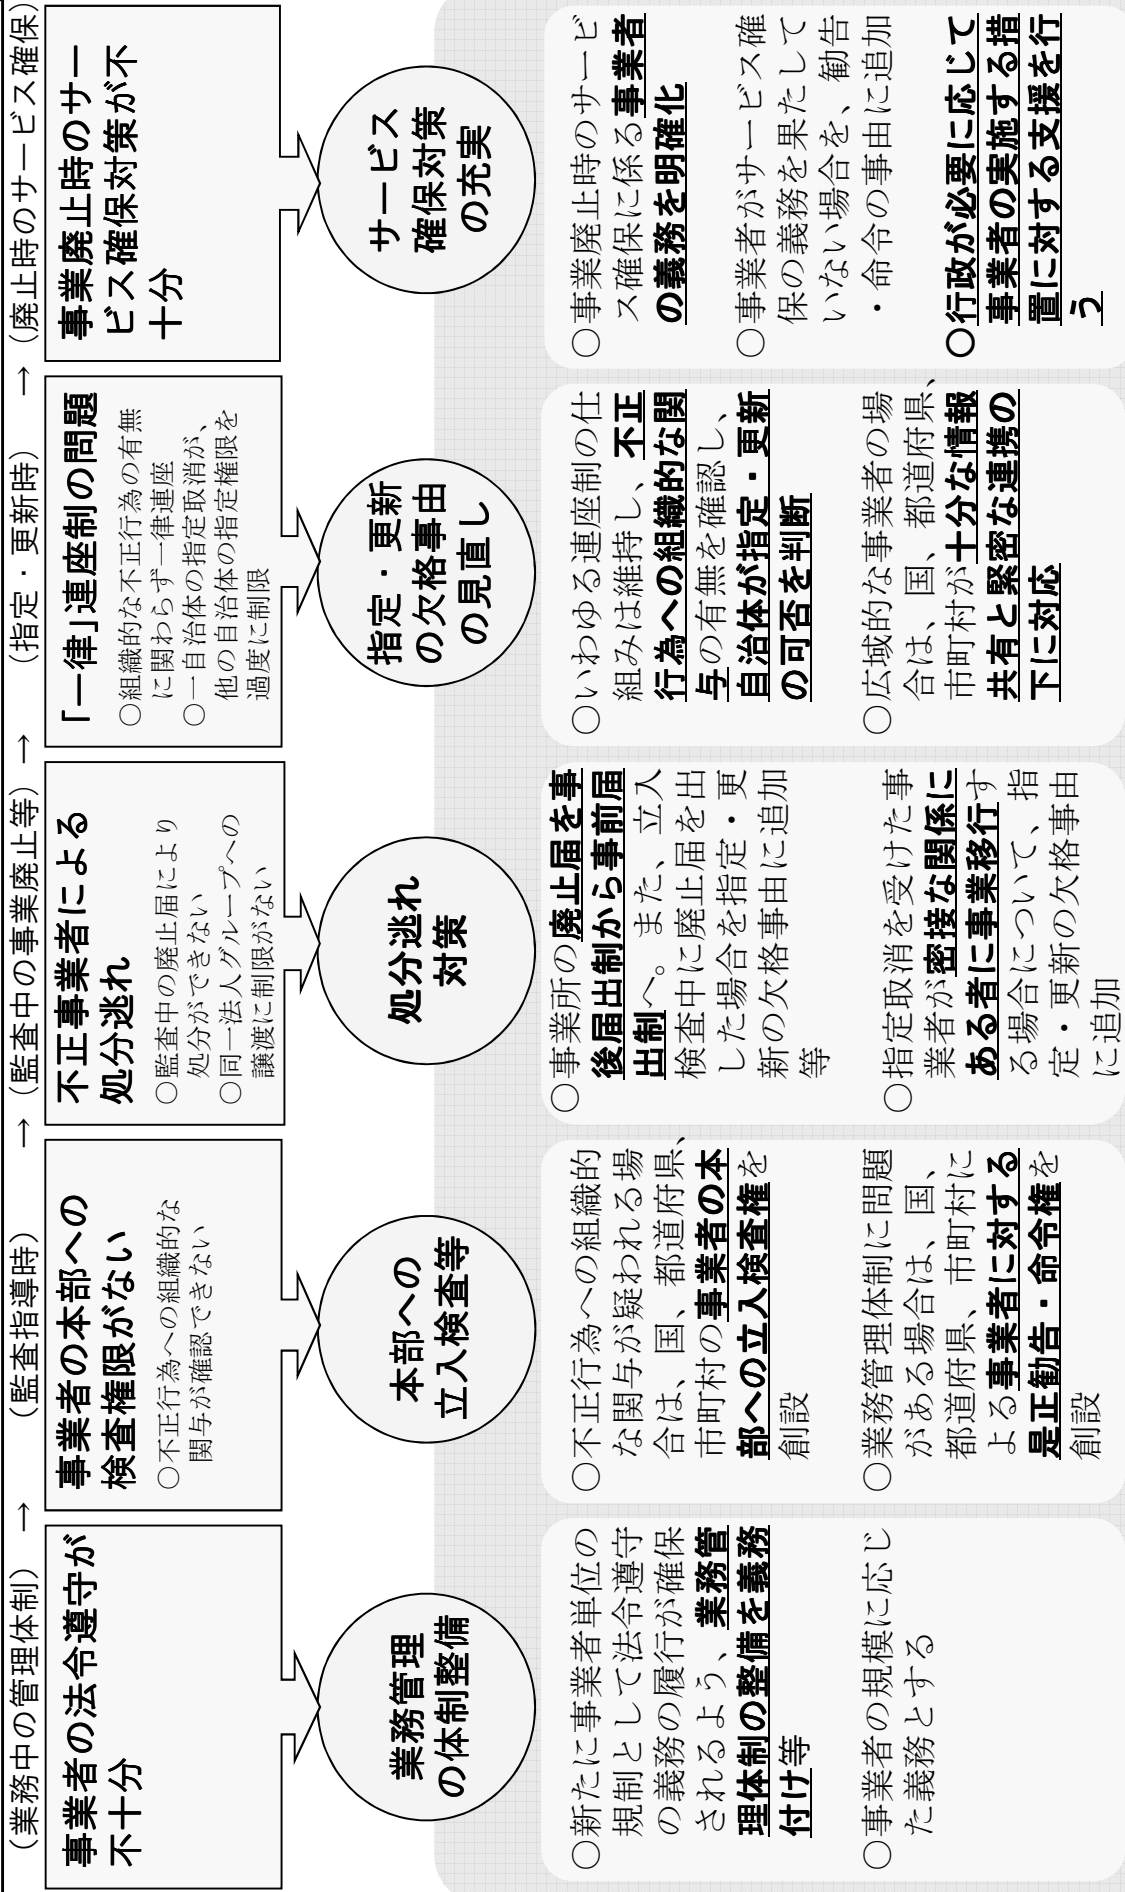 （業務中の管理体制）　→　（監査指導時）　→　（監査中の事業廃止等）　→　（指定・更新時）　→　（廃止時のサービス確保）
事業者の法令遵守が
不十分
業務管理
の体制整備
○新たに事業者単位の
規制として法令遵守
の義務の履行が確保
されるよう、業務管
理体制の整備を義務
付け等
○事業者の規模に応じ
た義務とする
事業者の本部への
検査権限がない
○不正行為への組織的な
関与が確認できない
本部への
立入検査等
○不正行為への組織的
な関与が疑われる場
合は、国、都道府県、
市町村の事業者の本
部への立入検査権を
創設
○業務管理体制に問題
がある場合は、国、
都道府県、市町村に
よる事業者に対する
是正勧告・命令権を
創設
不正事業者による
処分逃れ
○監査中の廃止届により
処分ができない
○同一法人グループへの
譲渡に制限がない
処分逃れ
対策
○事業所の廃止届を事
後届出制から事前届
出制へ。また、立入
検査中に廃止届を出
した場合を指定・更
新の欠格事由に追加
等
○指定取消を受けた事
業者が密接な関係に
ある者に事業移行す
る場合について、指
定・更新の欠格事由
に追加
「一律」連座制の問題
○組織的な不正行為の有無
に関わらず一律連座
○一自治体の指定取消が、
他の自治体の指定権限を
過度に制限
指定・更新
の欠格事由
の見直し
○いわゆる連座制の仕
組みは維持し、不正
行為への組織的な関
与の有無を確認し、
自治体が指定・更新
の可否を判断
○広域的な事業者の場
合は、国、都道府県、
市町村が十分な情報
共有と緊密な連携の
下に対応
事業廃止時のサー
ビス確保対策が不
十分
サービス
確保対策
の充実
○事業廃止時のサービ
ス確保に係る事業者
の義務を明確化
○事業者がサービス確
保の義務を果たして
いない場合を、勧告
・命令の事由に追加
○行政が必要に応じて
事業者の実施する措
置に対する支援を行
う